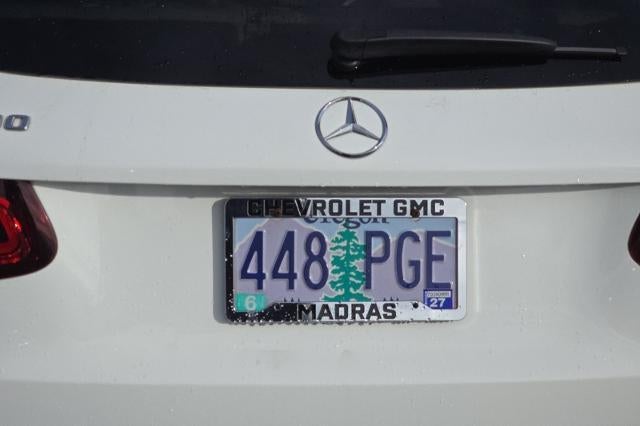 CHEVROLET GMC
Oregon
448 PGE
6
27
MADRAS